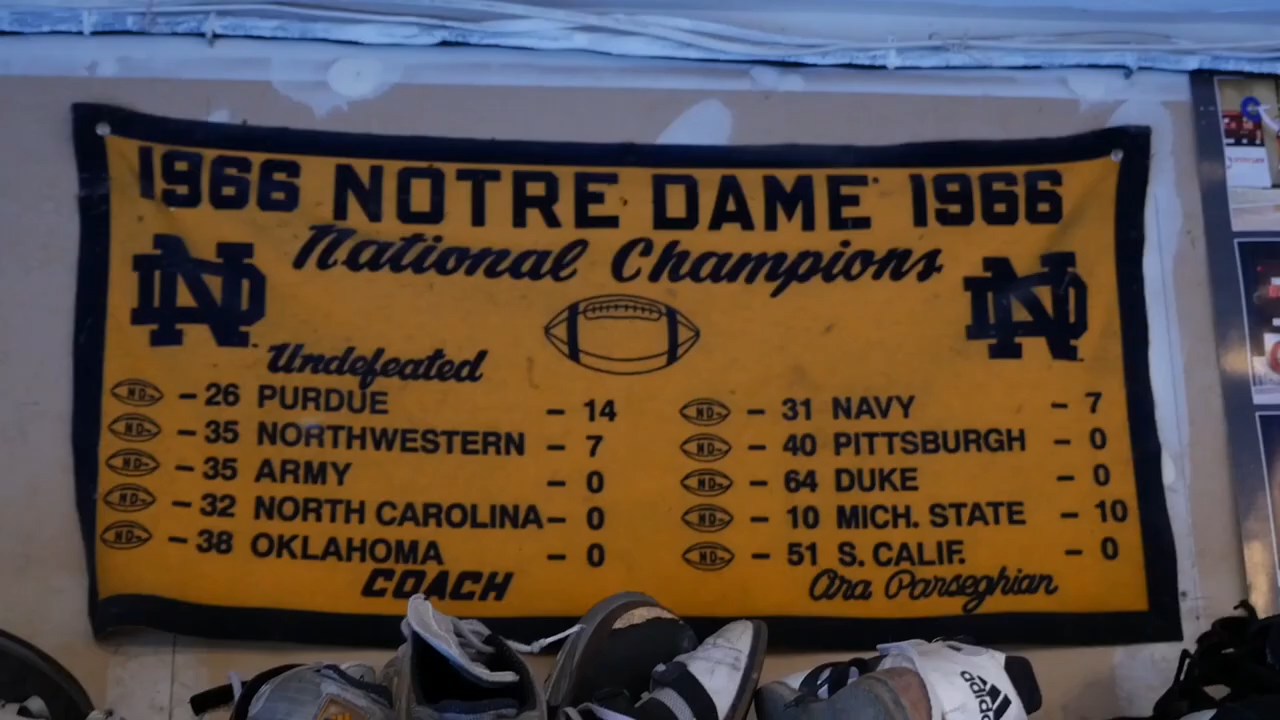 1966 NOTRE DAME 1966
National Champions
ND
ND
Undefeated
ND - 26 PURDUE - 14
ND - 35 NORTHWESTERN - 7
ND - 35 ARMY - 0
ND - 32 NORTH CAROLINA - 0
ND - 38 OKLAHOMA - 0
ND - 31 NAVY - 7
ND - 40 PITTSBURGH - 0
ND - 64 DUKE - 0
ND - 10 MICH. STATE - 10
ND - 51 S. CALIF. - 0
COACH Ara Parseghian
adidas